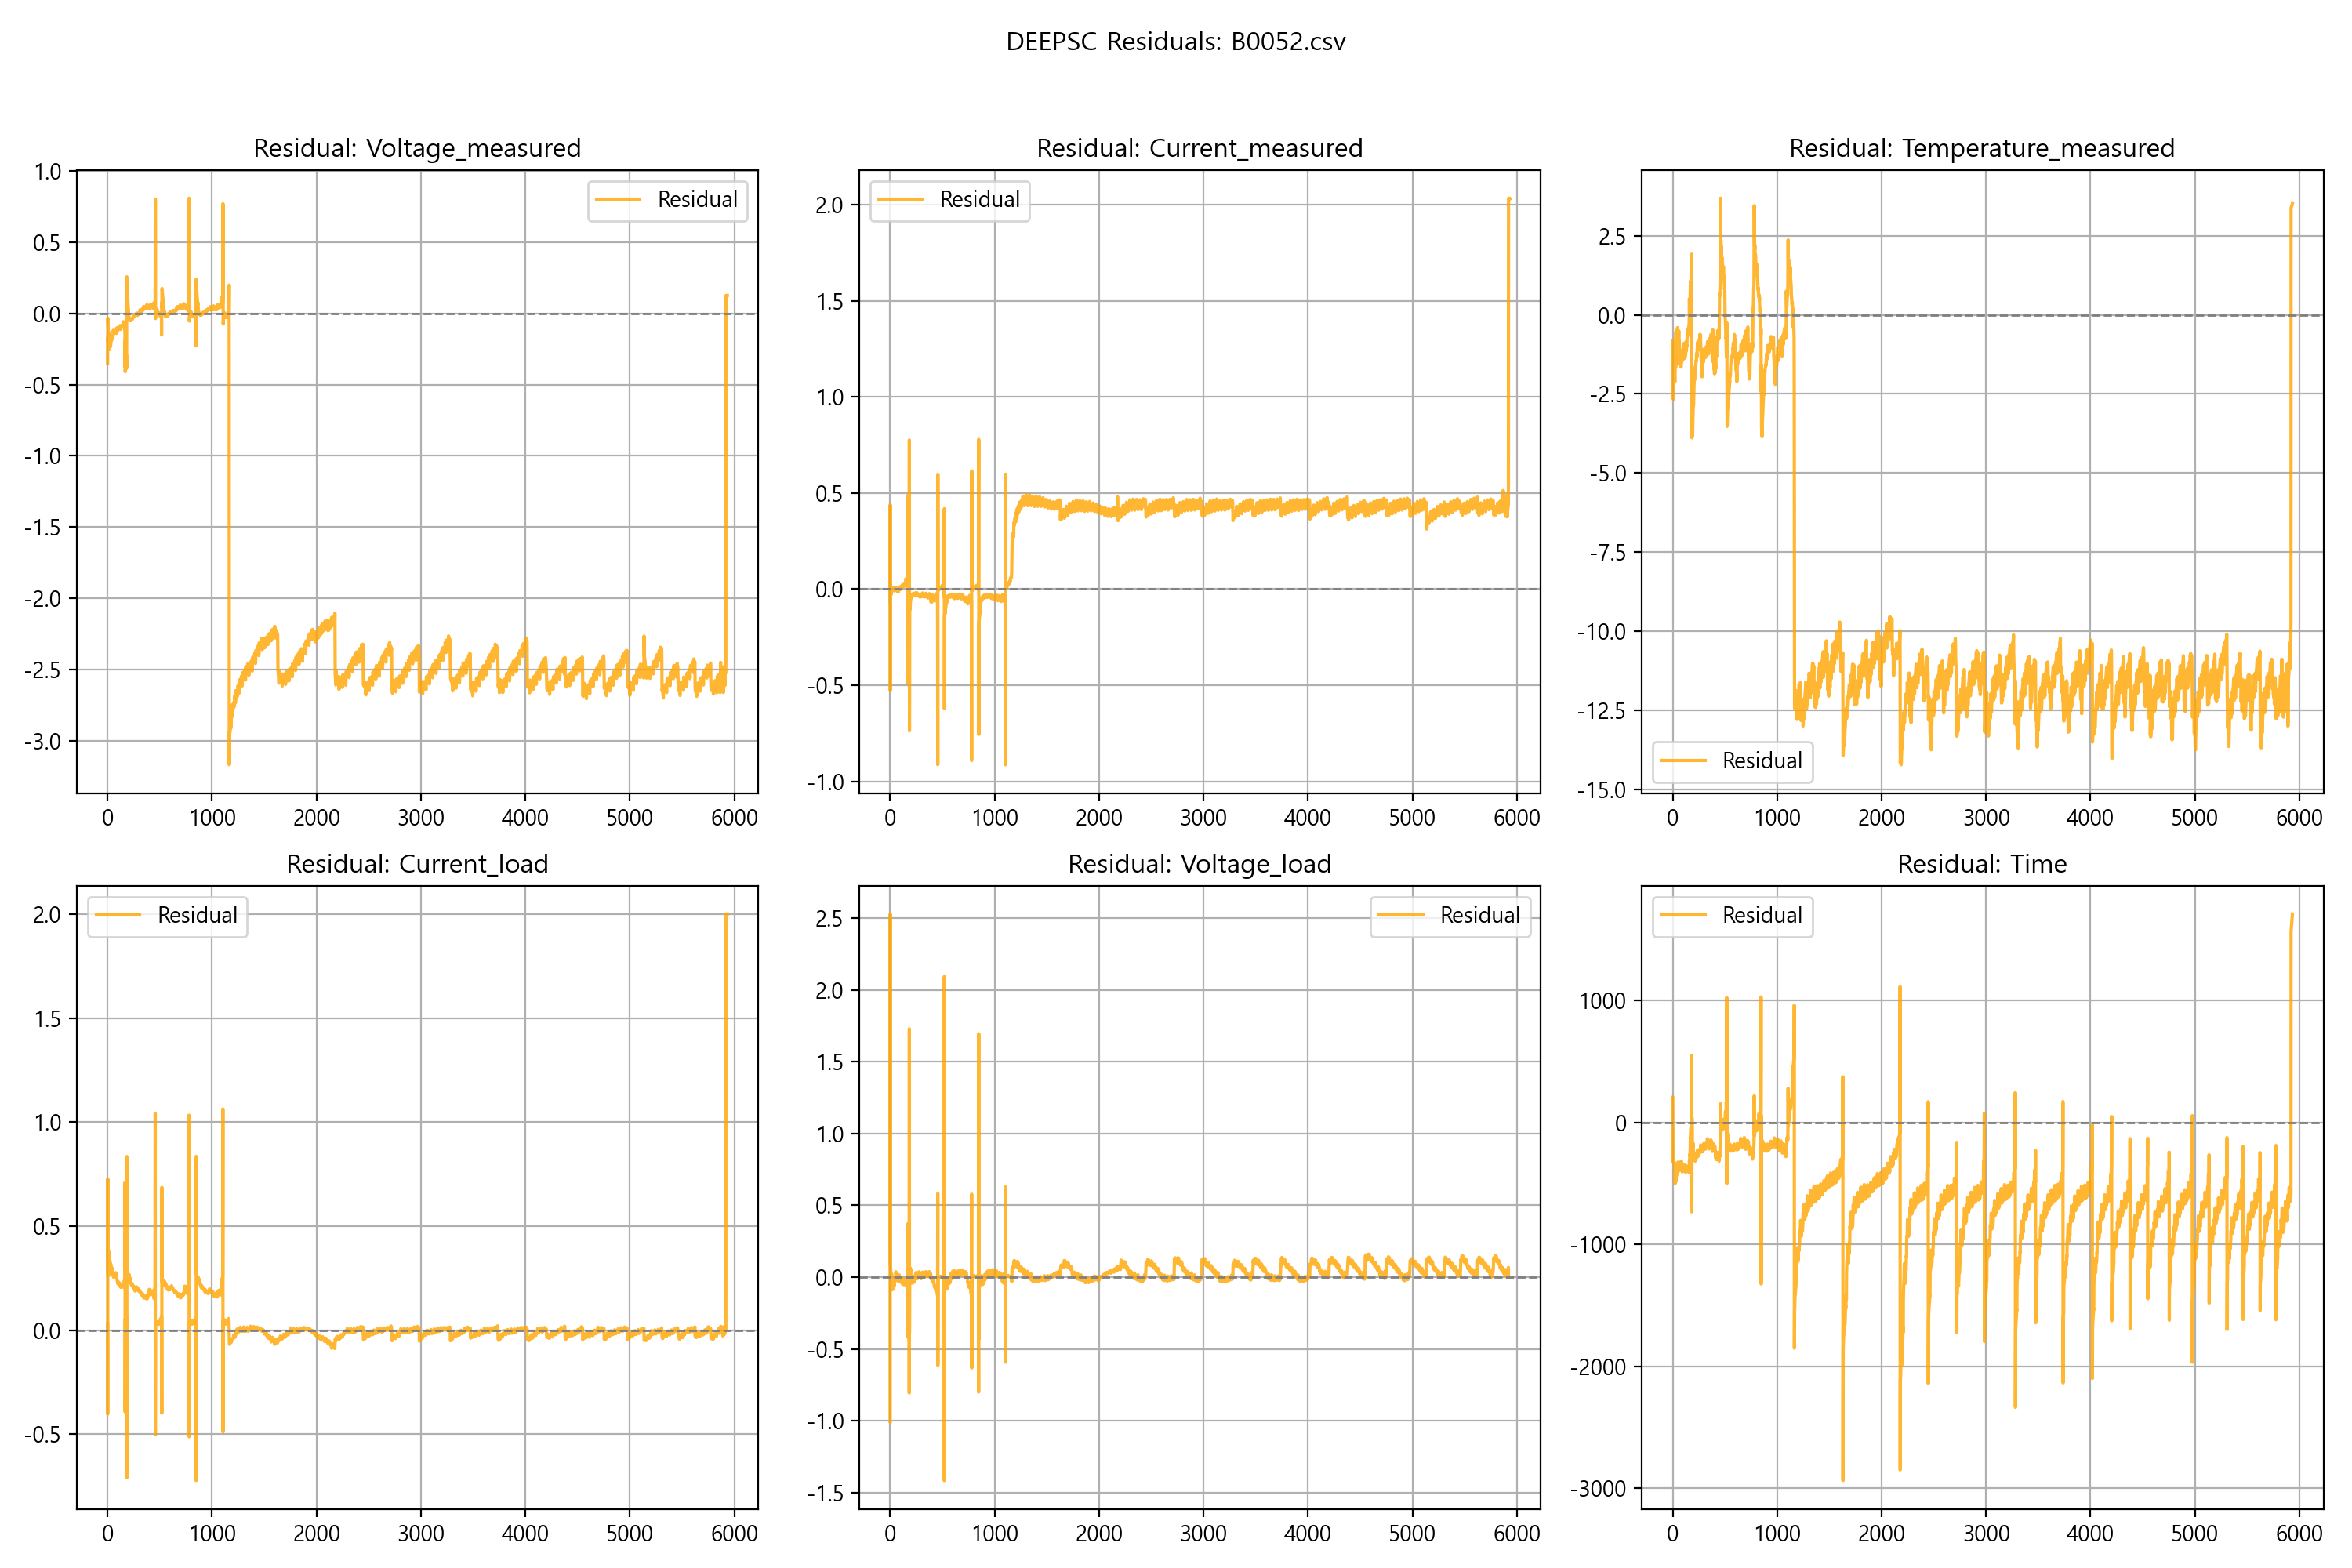 DEEPSC Residuals: B0052.csv
Residual: Voltage_measured
1.0
0.5
0.0
-0.5
-1.0
-1.5
-2.0
-2.5
-3.0
Residual
0 1000 2000 3000 4000 5000 6000
Residual: Current_measured
2.0
1.5
1.0
0.5
0.0
-0.5
-1.0
Residual
0 1000 2000 3000 4000 5000 6000
Residual: Temperature_measured
2.5
0.0
-2.5
-5.0
-7.5
-10.0
-12.5
-15.0
Residual
0 1000 2000 3000 4000 5000 6000
Residual: Current_load
2.0
1.5
1.0
0.5
0.0
-0.5
Residual
0 1000 2000 3000 4000 5000 6000
Residual: Voltage_load
2.5
2.0
1.5
1.0
0.5
0.0
-0.5
-1.0
-1.5
Residual
0 1000 2000 3000 4000 5000 6000
Residual: Time
1000
0
-1000
-2000
-3000
Residual
0 1000 2000 3000 4000 5000 6000